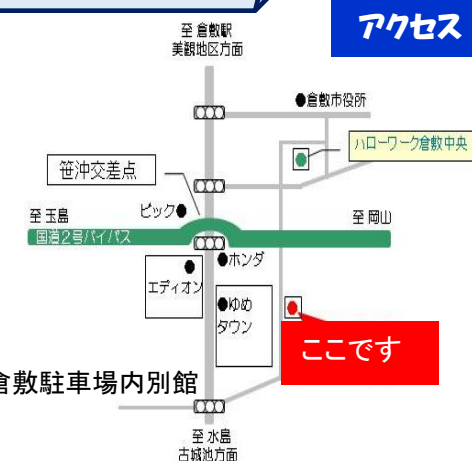 アクセス
至 倉敷駅
美観地区方面
●倉敷市役所
ハローワーク倉敷中央
笹沖交差点
至 玉島
ビック●
至 岡山
国道2号バイパス
●ホンダ
エディオン
●ゆめ
タウン
ここです
倉敷駐車場内別館
至 水島
古城池方面